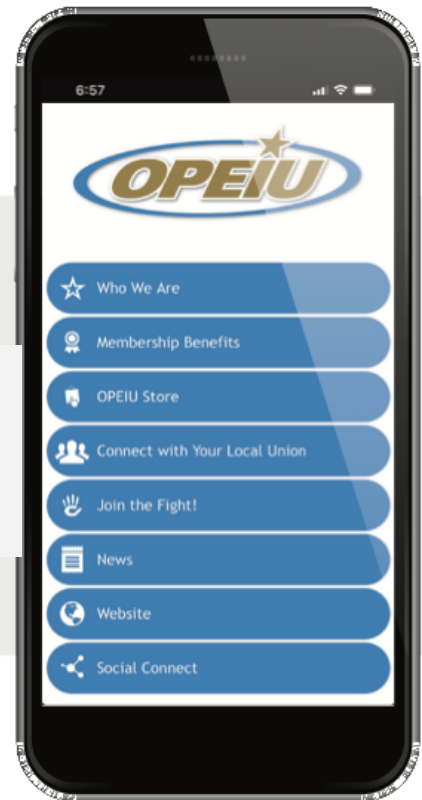 6:57
OPEIU
Who We Are
Membership Benefits
OPEIU Store
Connect with Your Local Union
Join the Fight!
News
Website
Social Connect